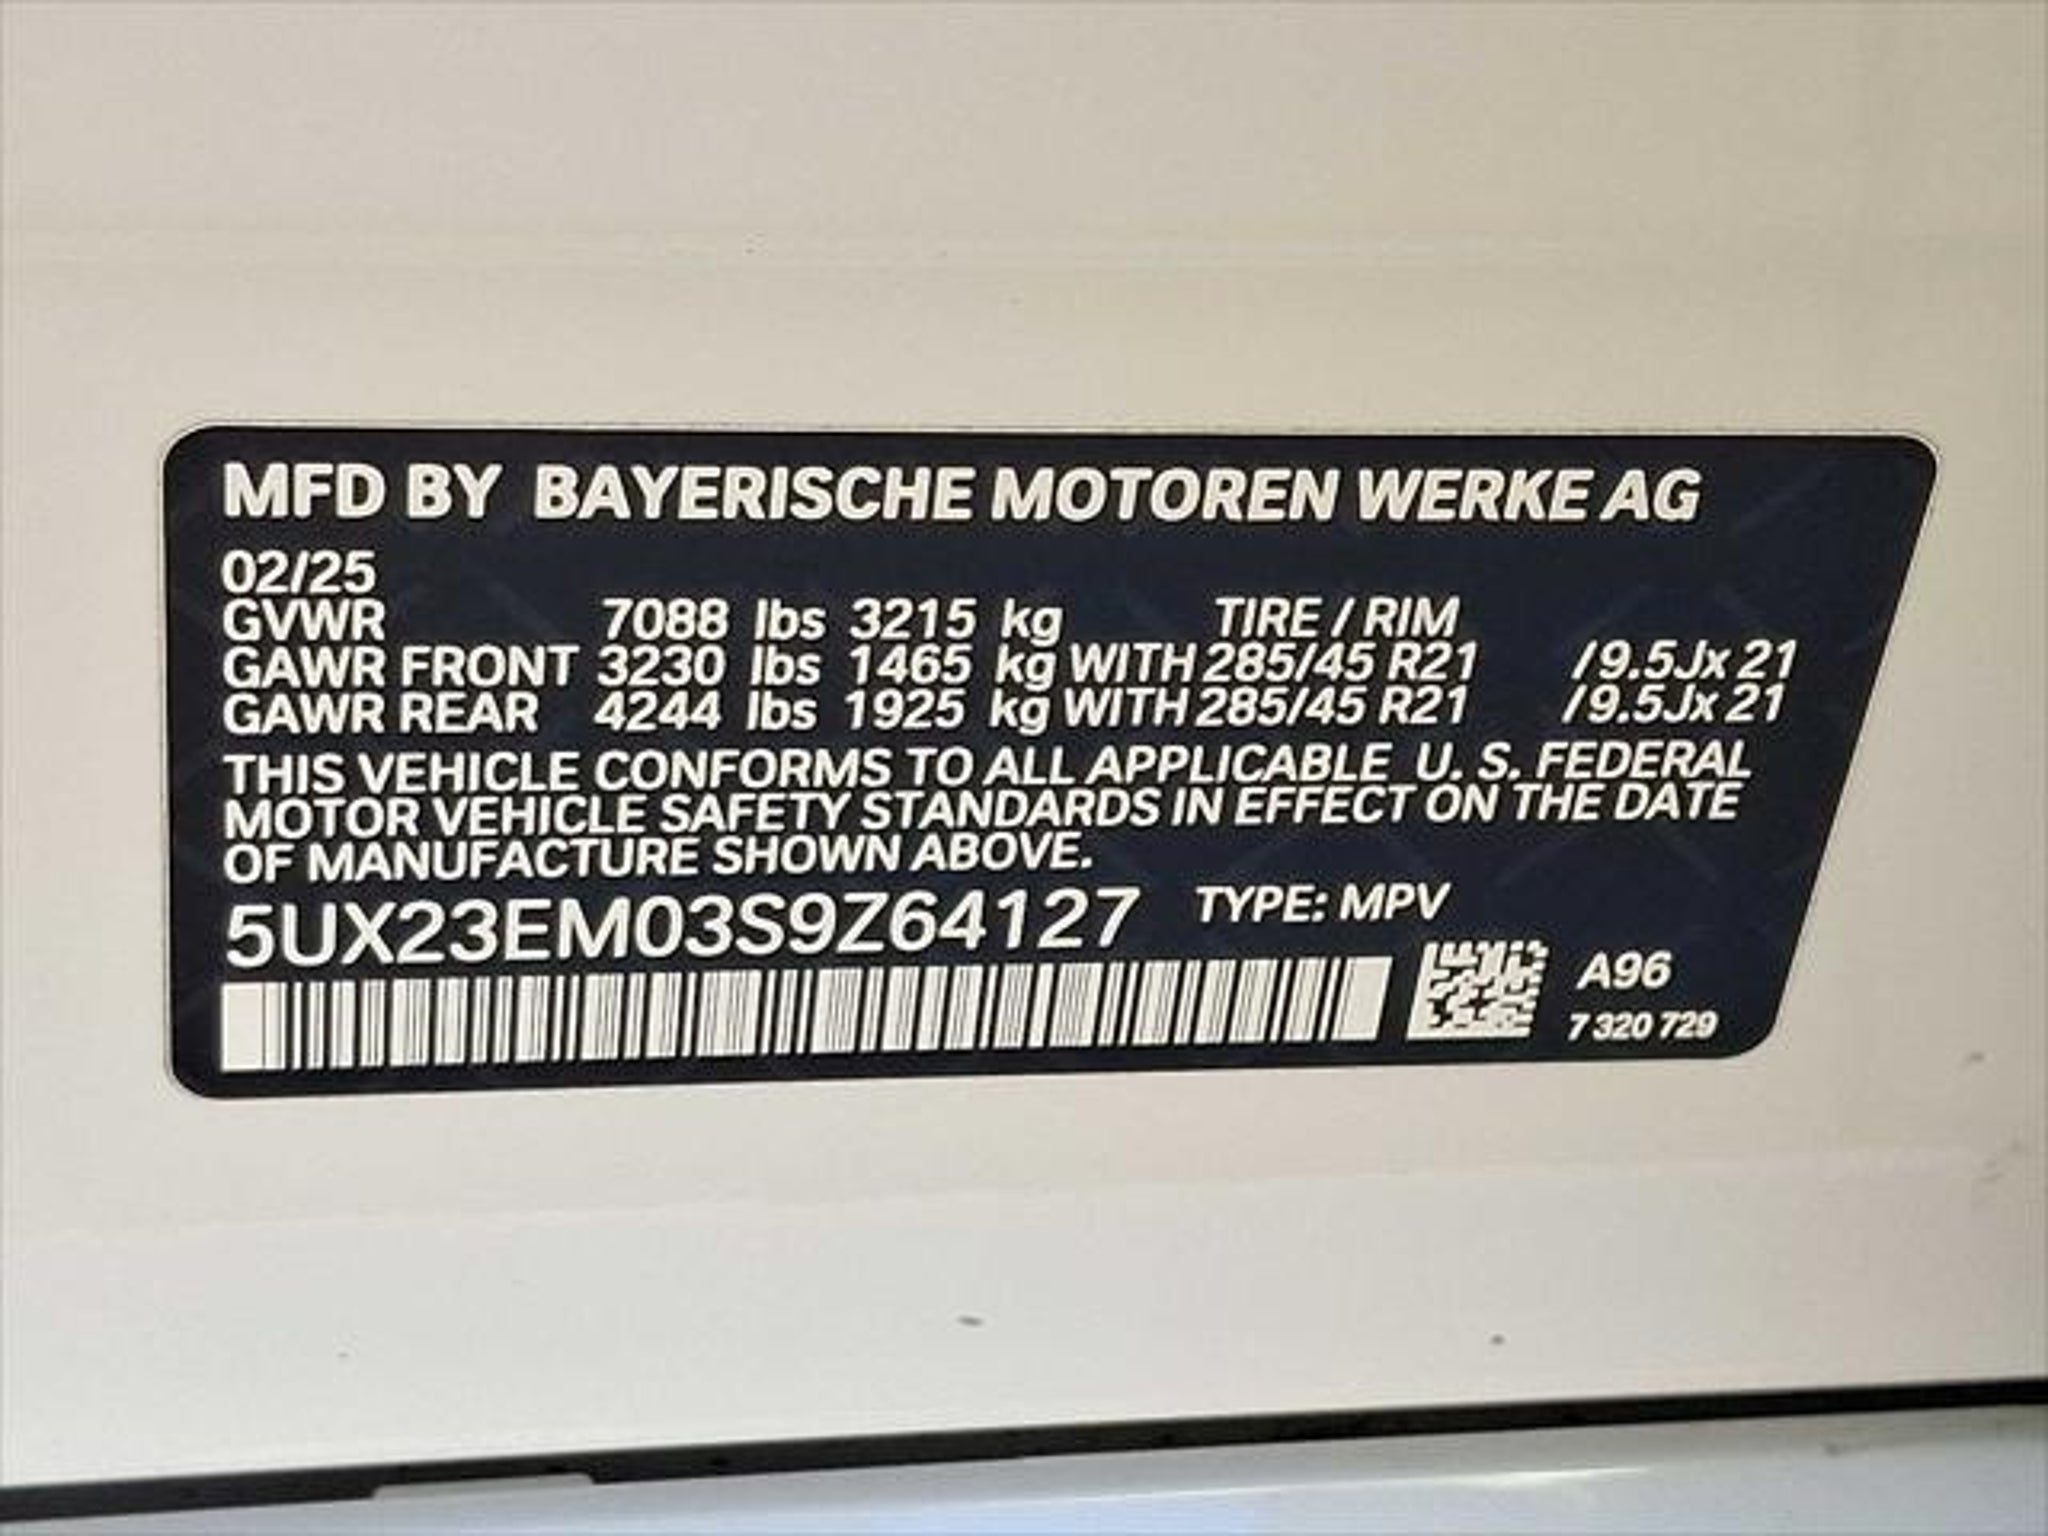 MFD BY BAYERISCHE MOTOREN WERKE AG
02/25
GVWR 7088 lbs 3215 kg TIRE / RIM
GAWR FRONT 3230 lbs 1465 kg WITH 285/45 R21 /9.5Jx 21
GAWR REAR 4244 lbs 1925 kg WITH 285/45 R21 /9.5Jx 21
THIS VEHICLE CONFORMS TO ALL APPLICABLE U. S. FEDERAL
MOTOR VEHICLE SAFETY STANDARDS IN EFFECT ON THE DATE
OF MANUFACTURE SHOWN ABOVE.
5UX23EM03S9Z64127 TYPE: MPV
A96
7 320 729